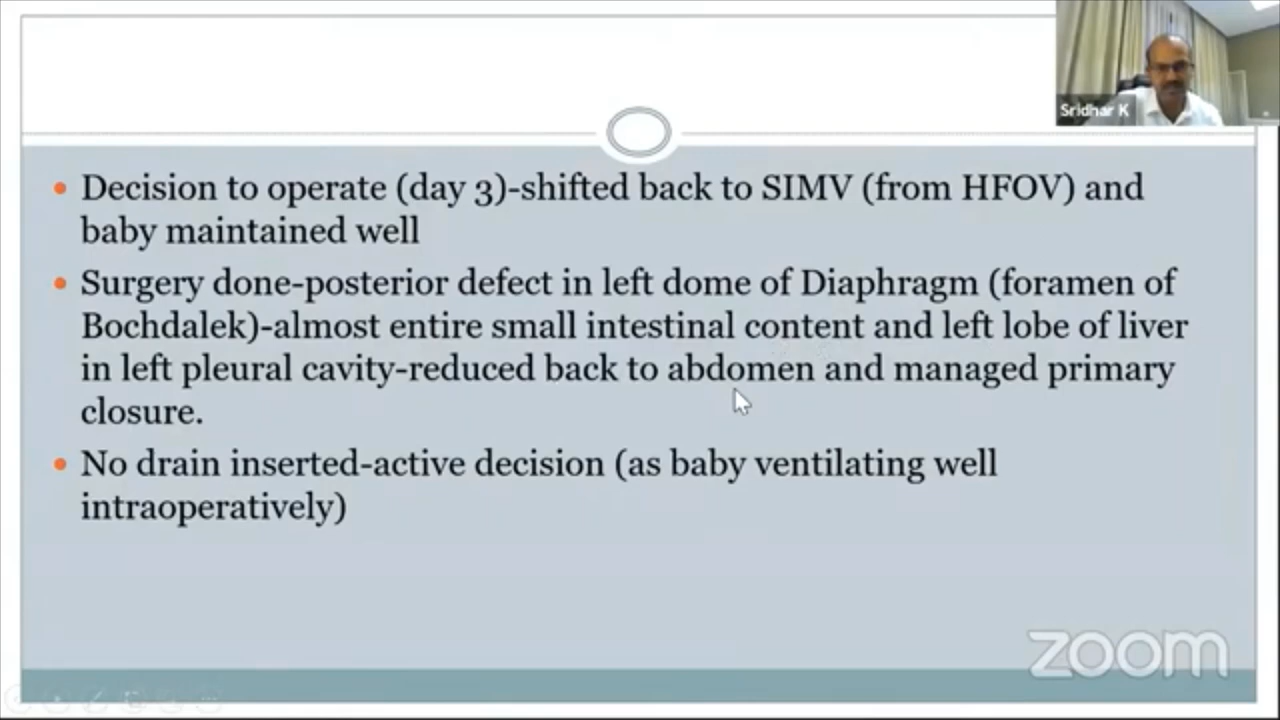 Sridhar K
Decision to operate (day 3)-shifted back to SIMV (from HFOV) and
baby maintained well
Surgery done-posterior defect in left dome of Diaphragm (foramen of
Bochdalek)-almost entire small intestinal content and left lobe of liver
in left pleural cavity-reduced back to abdomen and managed primary
closure.
No drain inserted-active decision (as baby ventilating well
intraoperatively)
zoom